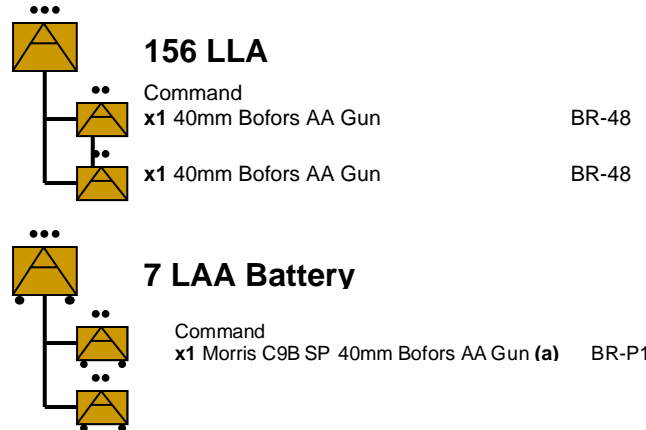 156 LLA
Command
x1 40mm Bofors AA Gun BR-48
x1 40mm Bofors AA Gun BR-48
7 LAA Battery
Command
x1 Morris C9B SP 40mm Bofors AA Gun (a) BR-P1